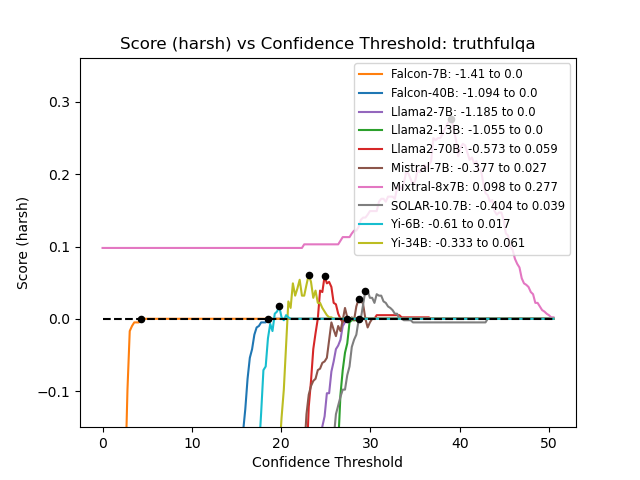 Score (harsh) vs Confidence Threshold: truthfulqa
Falcon-7B: -1.41 to 0.0
Falcon-40B: -1.094 to 0.0
Llama2-7B: -1.185 to 0.0
Llama2-13B: -1.055 to 0.0
Llama2-70B: -0.573 to 0.059
Mistral-7B: -0.377 to 0.027
Mixtral-8x7B: 0.098 to 0.277
SOLAR-10.7B: -0.404 to 0.039
Yi-6B: -0.61 to 0.017
Yi-34B: -0.333 to 0.061
Score (harsh)
0.3
0.2
0.1
0.0
−0.1
0 10 20 30 40 50
Confidence Threshold